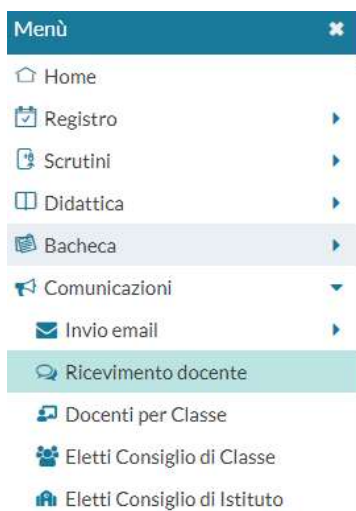 Menù
Home
Registro
Scrutini
Didattica
Bacheca
Comunicazioni
Invio email
Ricevimento docente
Docenti per Classe
Eletti Consiglio di Classe
Eletti Consiglio di Istituto